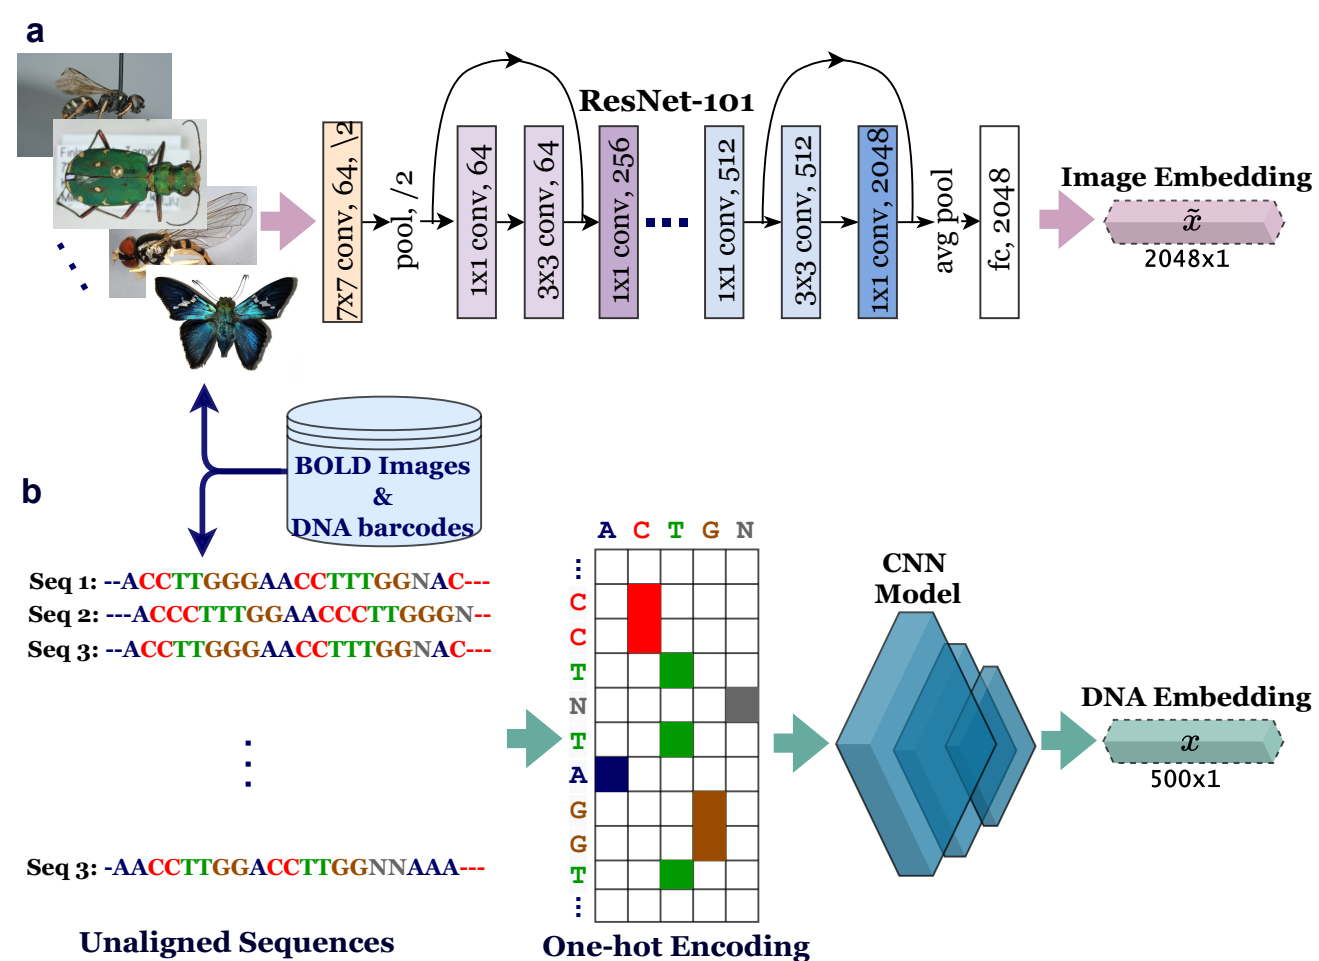 a
ResNet-101
7x7 conv, 64, \2
pool, /2
1x1 conv, 64
3x3 conv, 64
1x1 conv, 256
1x1 conv, 512
3x3 conv, 512
1x1 conv, 2048
avg pool
fc, 2048
Image Embedding
x̃
2048x1
BOLD Images
&
DNA barcodes
b
Seq 1: --ACCTTGGGAACCTTTGGNAC---
Seq 2: ---ACCCTTTGGAACCCTTGGGN--
Seq 3: --ACCTTGGGAACCTTTGGNAC---
Seq 3: -AACCTTGGACCTTGGNNAAA---
Unaligned Sequences
A C T G N
C
C
T
N
T
A
G
G
T
One-hot Encoding
CNN
Model
DNA Embedding
x
500x1